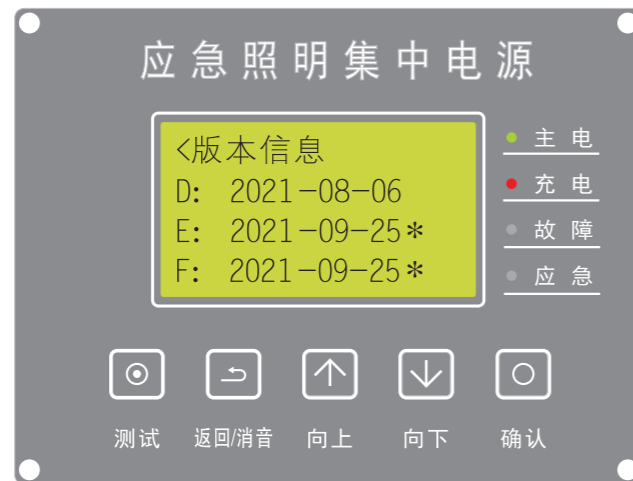 应急照明集中电源
<版本信息
D: 2021-08-06
E: 2021-09-25*
F: 2021-09-25*
主电
充电
故障
应急
测试 返回/消音 向上 向下 确认